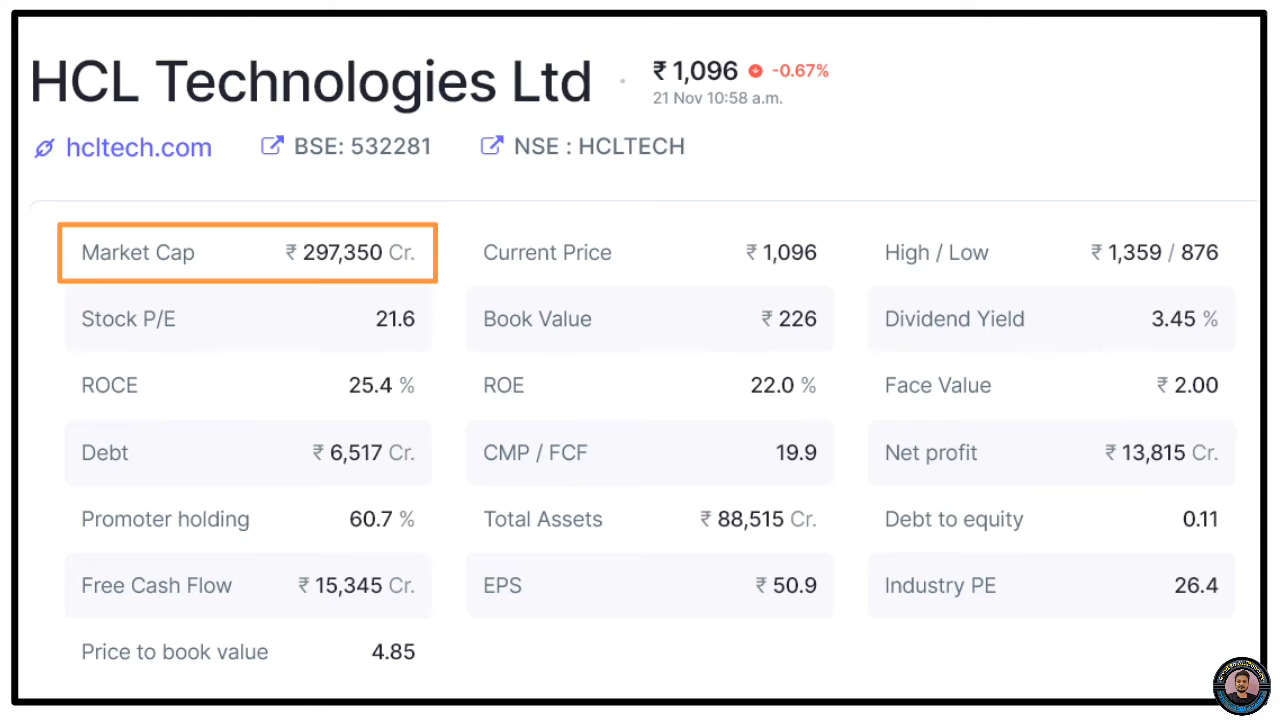 HCL Technologies Ltd
₹ 1,096 -0.67%
21 Nov 10:58 a.m.
hcltech.com BSE: 532281 NSE : HCLTECH
Market Cap ₹ 297,350 Cr. Current Price ₹ 1,096 High / Low ₹ 1,359 / 876
Stock P/E 21.6 Book Value ₹ 226 Dividend Yield 3.45 %
ROCE 25.4 % ROE 22.0 % Face Value ₹ 2.00
Debt ₹ 6,517 Cr. CMP / FCF 19.9 Net profit ₹ 13,815 Cr.
Promoter holding 60.7 % Total Assets ₹ 88,515 Cr. Debt to equity 0.11
Free Cash Flow ₹ 15,345 Cr. EPS ₹ 50.9 Industry PE 26.4
Price to book value 4.85